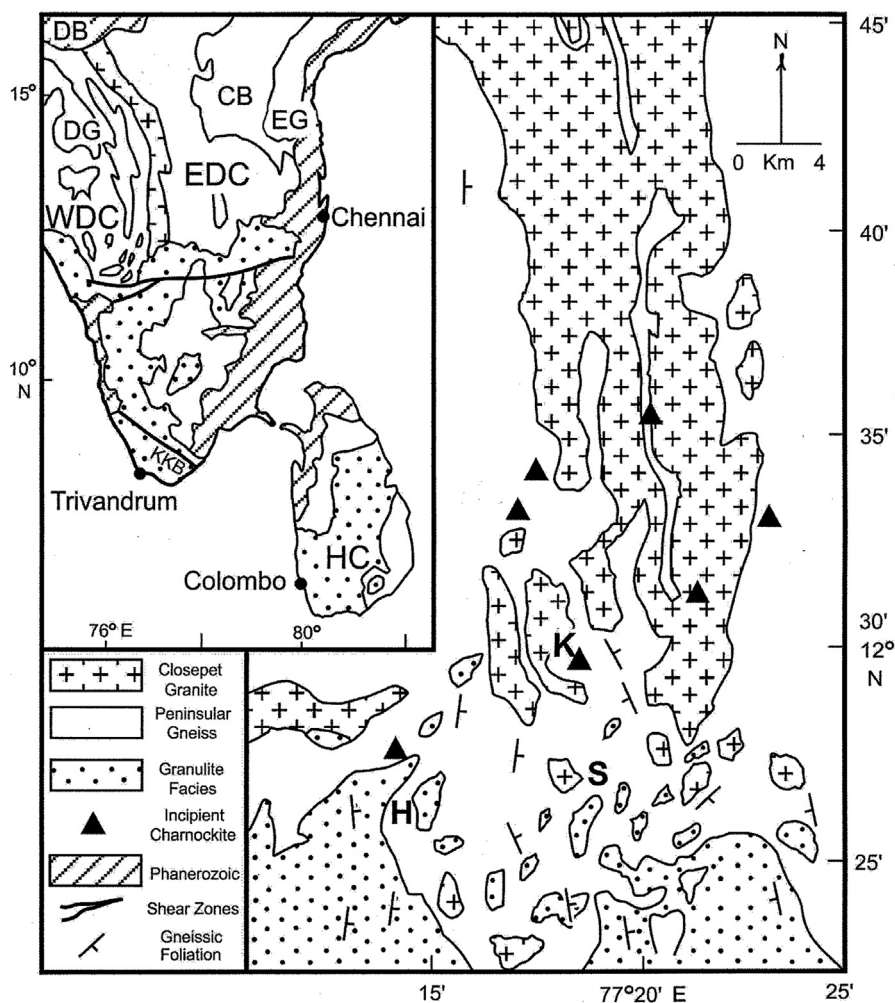 DB
15°
CB
EG
DG
EDC
WDC
Chennai
10°
N
KKB
Trivandrum
HC
Colombo
76° E
80°
Closepet
Granite
Peninsular
Gneiss
Granulite
Facies
Incipient
Charnockite
Phanerozoic
Shear Zones
Gneissic
Foliation
45'
N
0 Km 4
40'
35'
30'
12°
N
K
S
H
25'
15'
77°20' E
25'